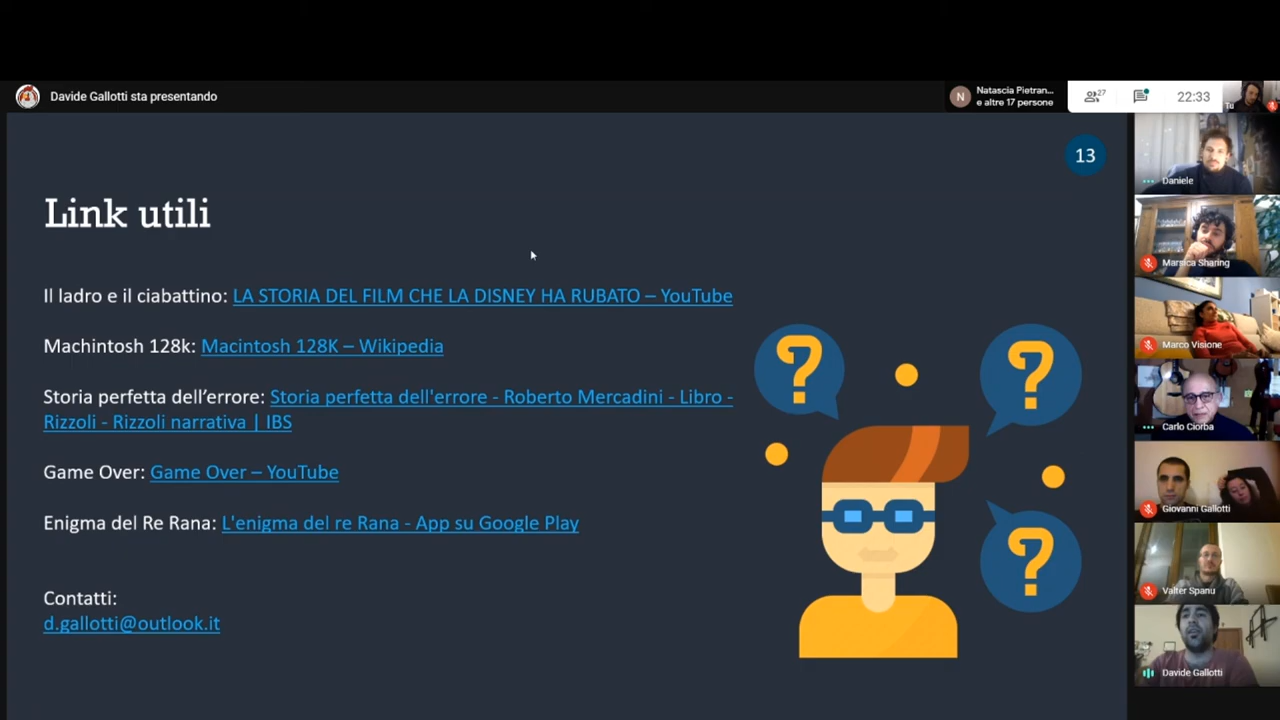 Davide Gallotti sta presentando
N
Natascia Pietran...
e altre 17 persone
27
22:33
Tu
13
Link utili
Il ladro e il ciabattino: LA STORIA DEL FILM CHE LA DISNEY HA RUBATO – YouTube
Machintosh 128k: Macintosh 128K – Wikipedia
Storia perfetta dell’errore: Storia perfetta dell'errore - Roberto Mercadini - Libro -
Rizzoli - Rizzoli narrativa | IBS
Game Over: Game Over – YouTube
Enigma del Re Rana: L'enigma del re Rana - App su Google Play
Contatti:
d.gallotti@outlook.it
? ? ?
Daniele
Marsica Sharing
Marco Visione
Carlo Ciorba
Giovanni Gallotti
Valter Spanu
Davide Gallotti